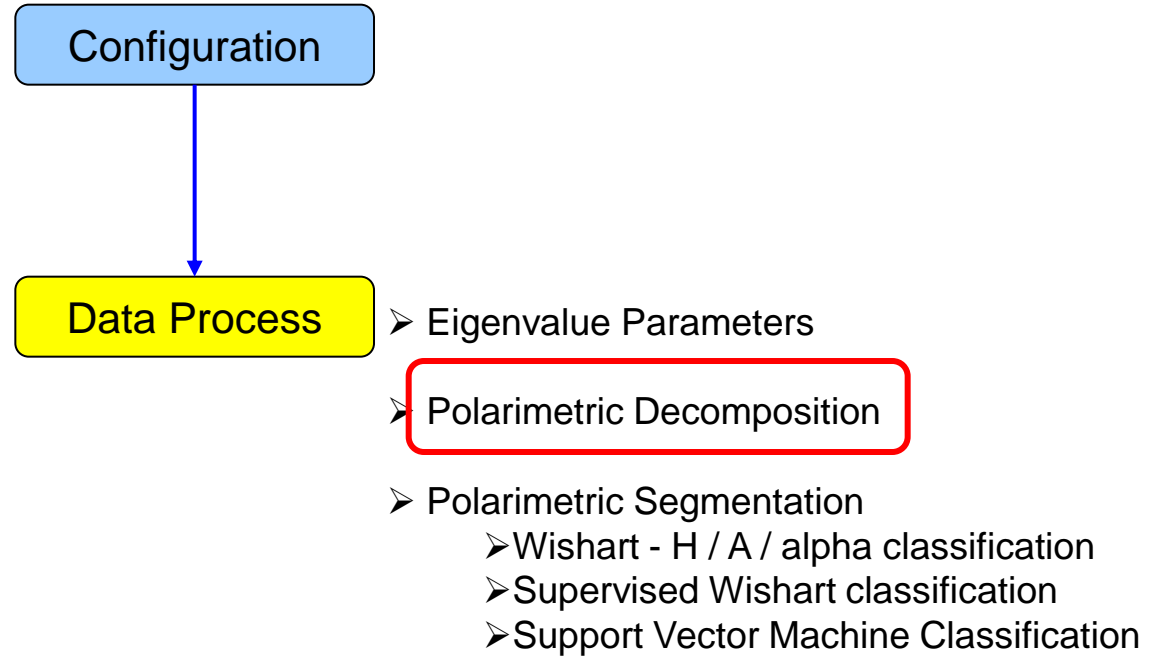 Configuration
Data Process
➢ Eigenvalue Parameters
➢ Polarimetric Decomposition
➢ Polarimetric Segmentation
➢Wishart - H / A / alpha classification
➢Supervised Wishart classification
➢Support Vector Machine Classification